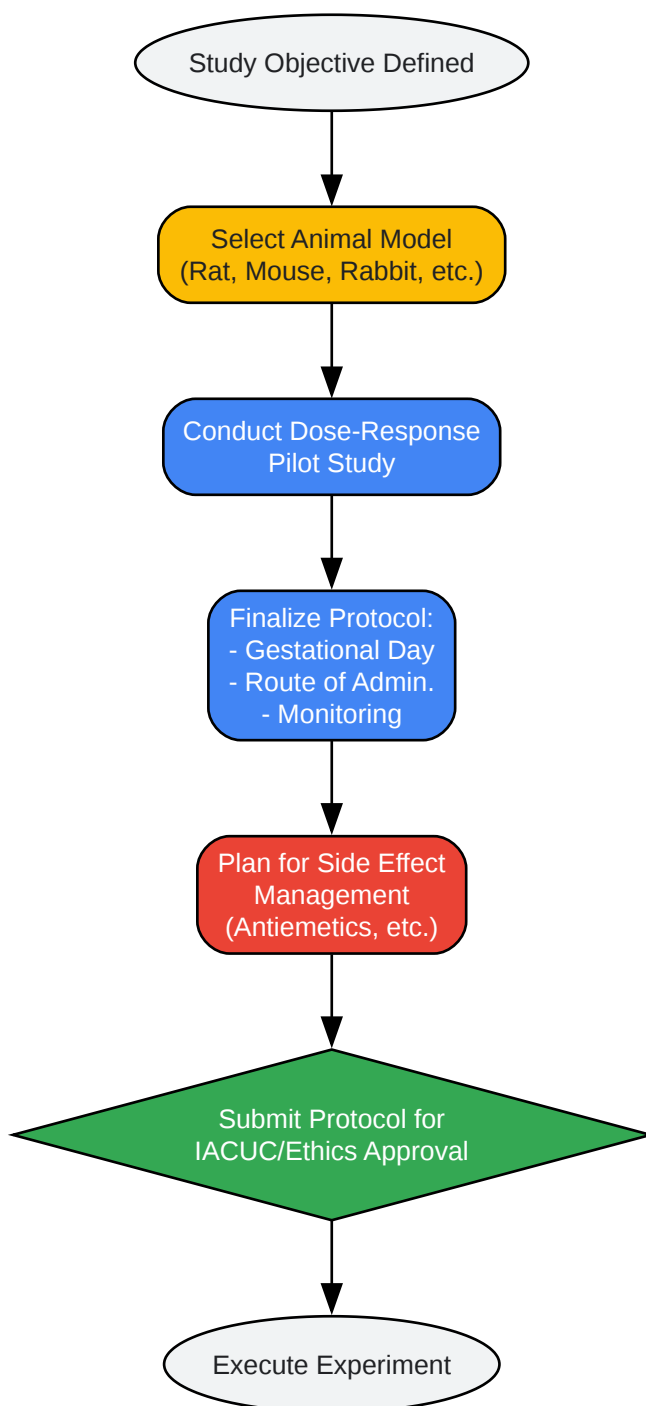 Study Objective Defined
Select Animal Model
(Rat, Mouse, Rabbit, etc.)
Conduct Dose-Response
Pilot Study
Finalize Protocol:
- Gestational Day
- Route of Admin.
- Monitoring
Plan for Side Effect
Management
(Antiemetics, etc.)
Submit Protocol for
IACUC/Ethics Approval
Execute Experiment